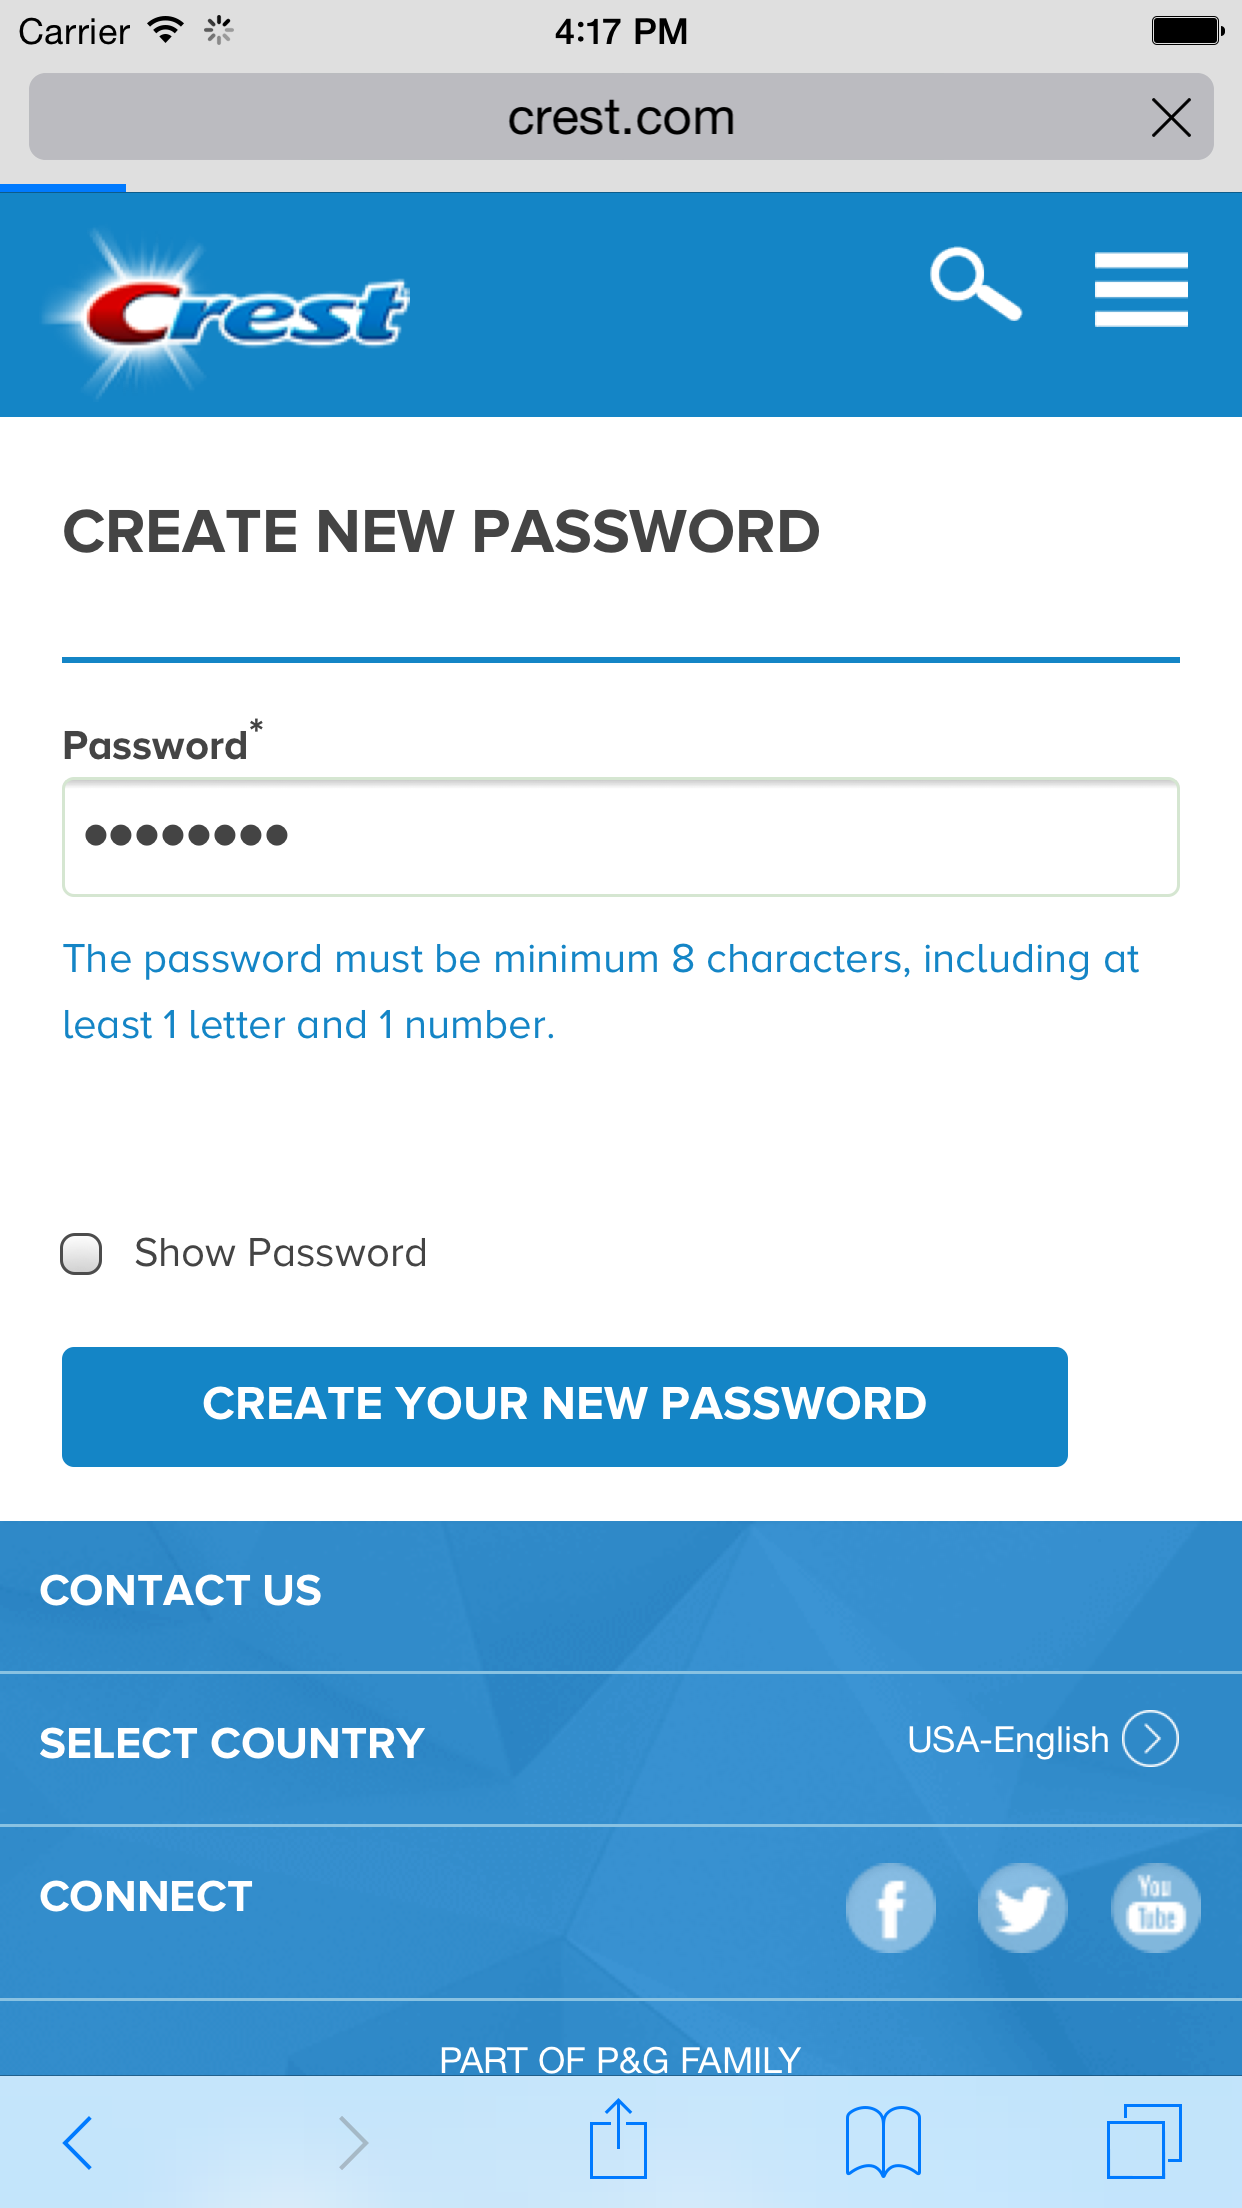 Carrier
4:17 PM
crest.com
Crest
CREATE NEW PASSWORD
Password*
●●●●●●●●
The password must be minimum 8 characters, including at
least 1 letter and 1 number.
Show Password
CREATE YOUR NEW PASSWORD
CONTACT US
SELECT COUNTRY
USA-English
CONNECT
f
You
Tube
PART OF P&G FAMILY